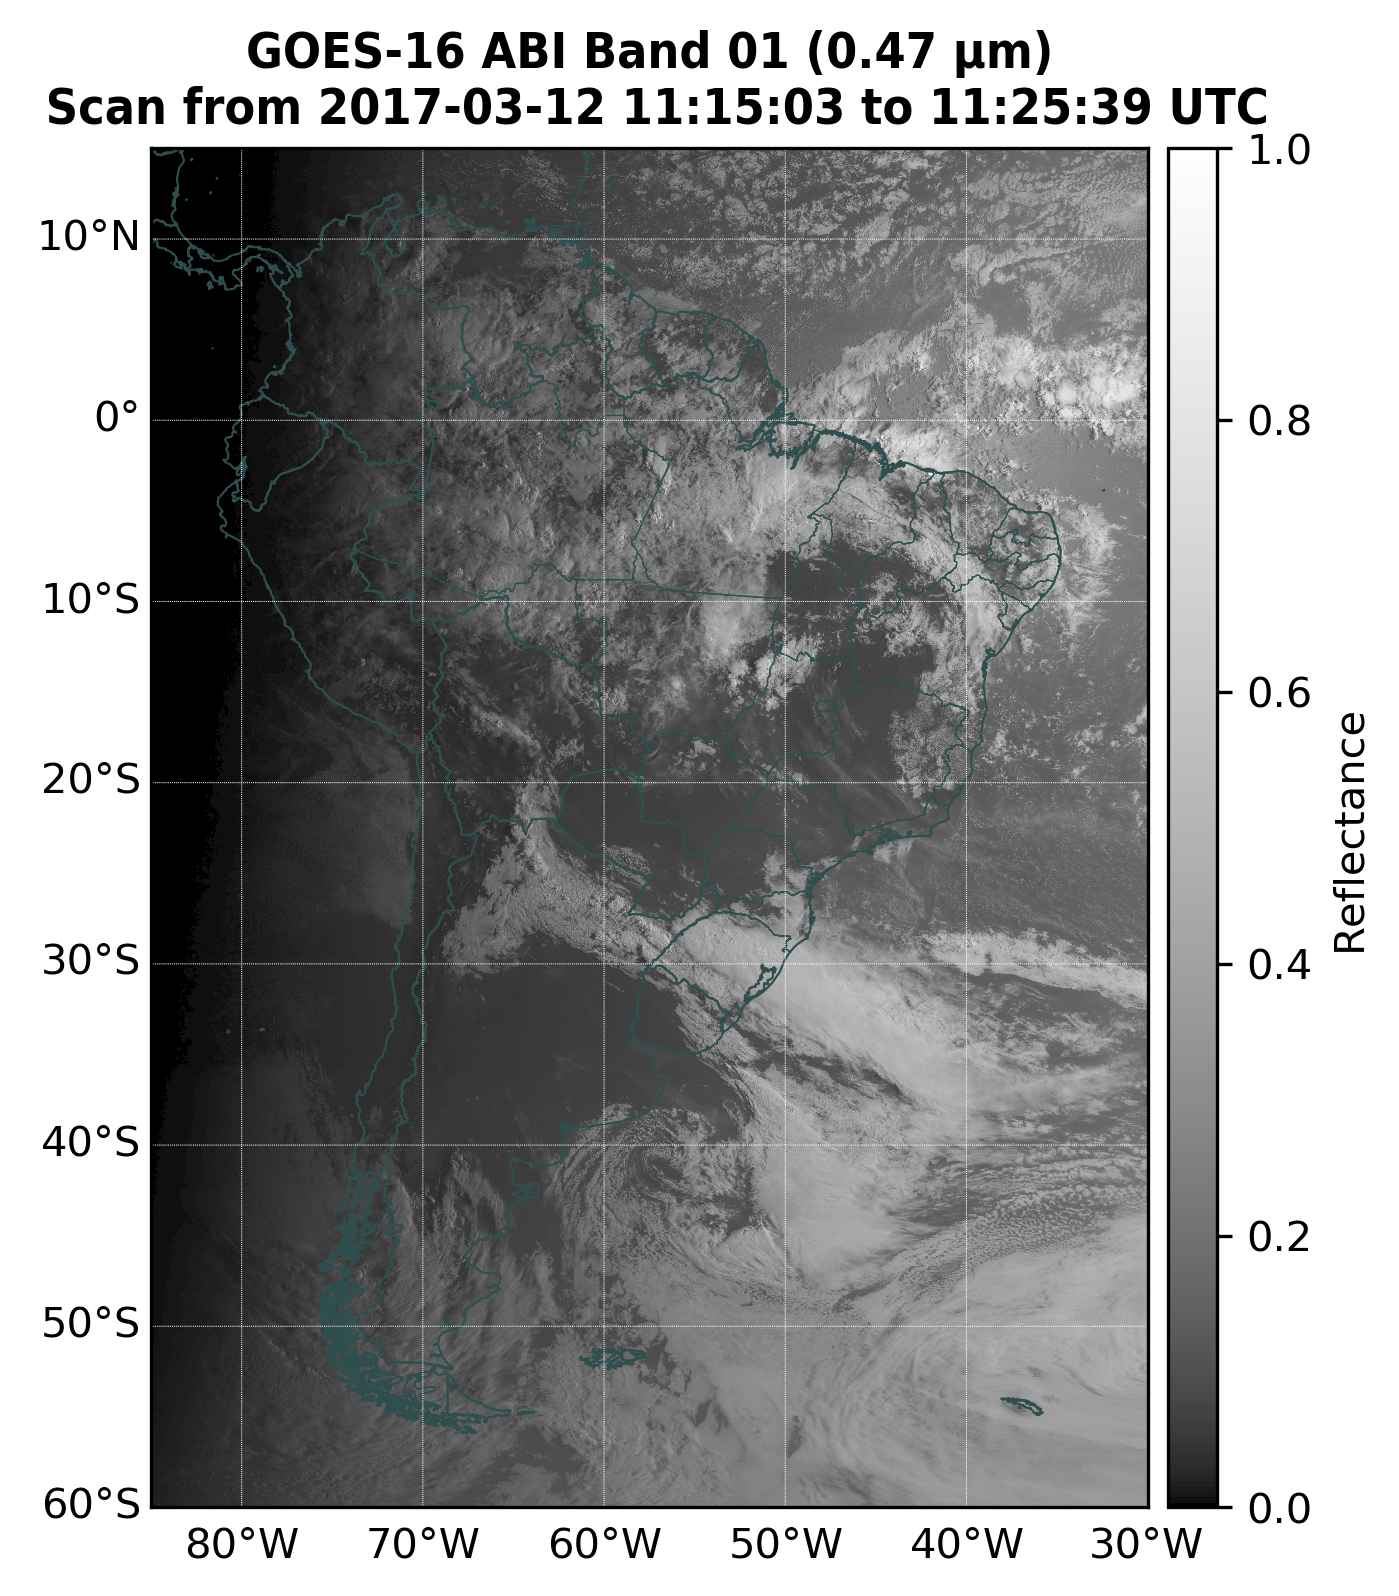 GOES-16 ABI Band 01 (0.47 µm)
Scan from 2017-03-12 11:15:03 to 11:25:39 UTC
10°N
0°
10°S
20°S
30°S
40°S
50°S
60°S
80°W
70°W
60°W
50°W
40°W
30°W
1.0
0.8
0.6
0.4
0.2
0.0
Reflectance